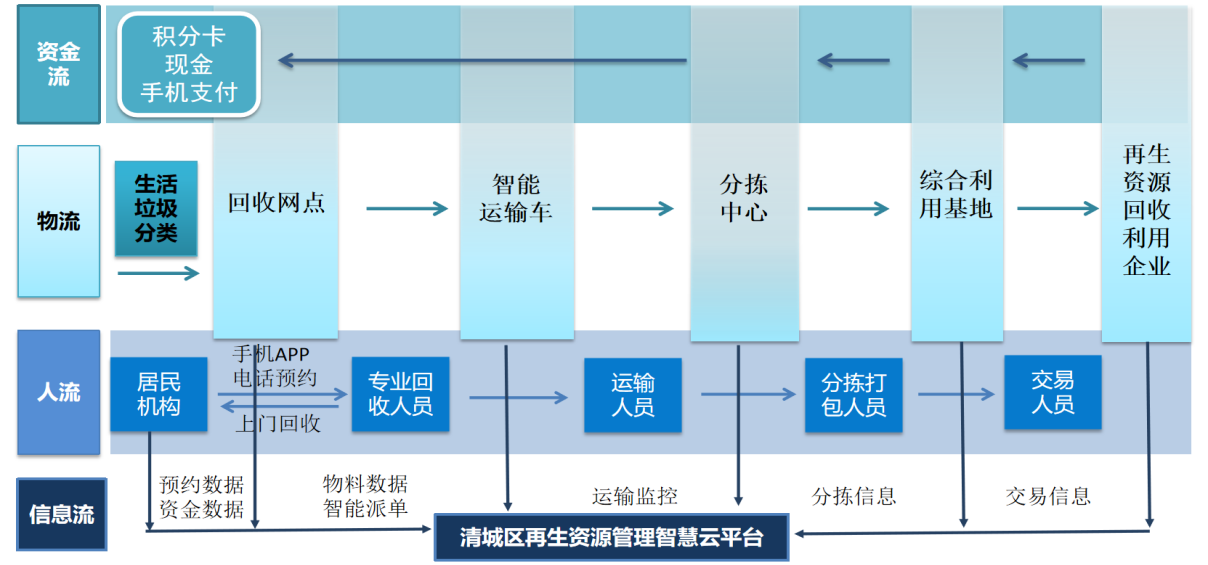 资金
流
积分卡
现金
手机支付
物流
生活
垃圾
分类
回收网点
智能
运输车
分拣
中心
综合利
用基地
再生
资源
回收
利用
企业
人流
居民
机构
手机APP
电话预约
上门回收
专业回
收人员
运输
人员
分拣打
包人员
交易
人员
信息流
预约数据
资金数据
物料数据
智能派单
运输监控
分拣信息
交易信息
清城区再生资源管理智慧云平台